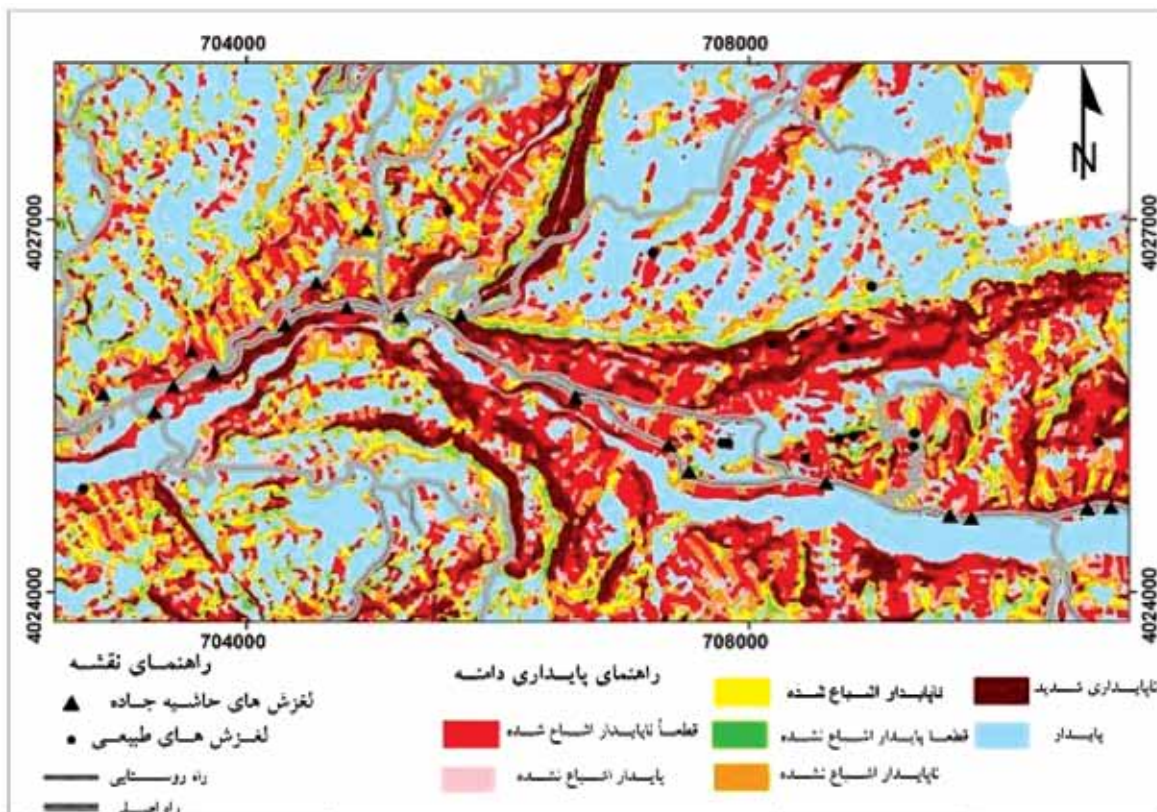 704000 708000
4027000 4027000
N
4024000 4024000
704000 708000
راهنمای نقشه
لغزش های حاشیه جاده
لغزش های طبیعی
راه روستایی
راه اصلی
راهنمای پایداری دامنه
قطعاً ناپایدار اشباع شده
پایدار اشباع نشده
ناپایدار اشباع شده
قطعا پایدار اشباع نشده
ناپایدار اشباع نشده
ناپایداری شدید
پایدار